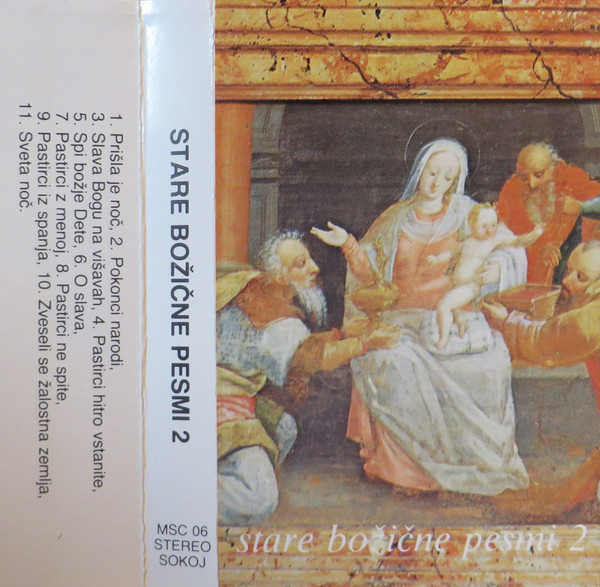 1. Prišla je noč, 2. Pokonci narodi,
3. Slava Bogu na višavah, 4. Pastirci hitro vstanite,
5. Spi božje Dete, 6. O slava,
7. Pastirci z menoj, 8. Pastirci ne spite,
9. Pastirci iz spanja, 10. Zveseli se žalostna zemlja,
11. Sveta noč.
STARE BOŽIČNE PESMI 2
MSC 06
STEREO
SOKOJ
stare božične pesmi 2